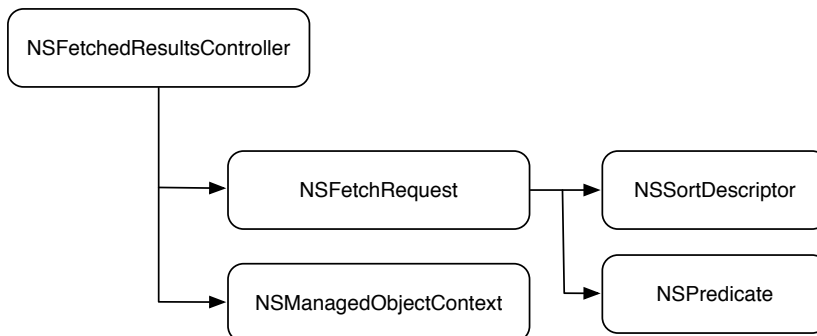 NSFetchedResultsController
NSFetchRequest
NSSortDescriptor
NSManagedObjectContext
NSPredicate